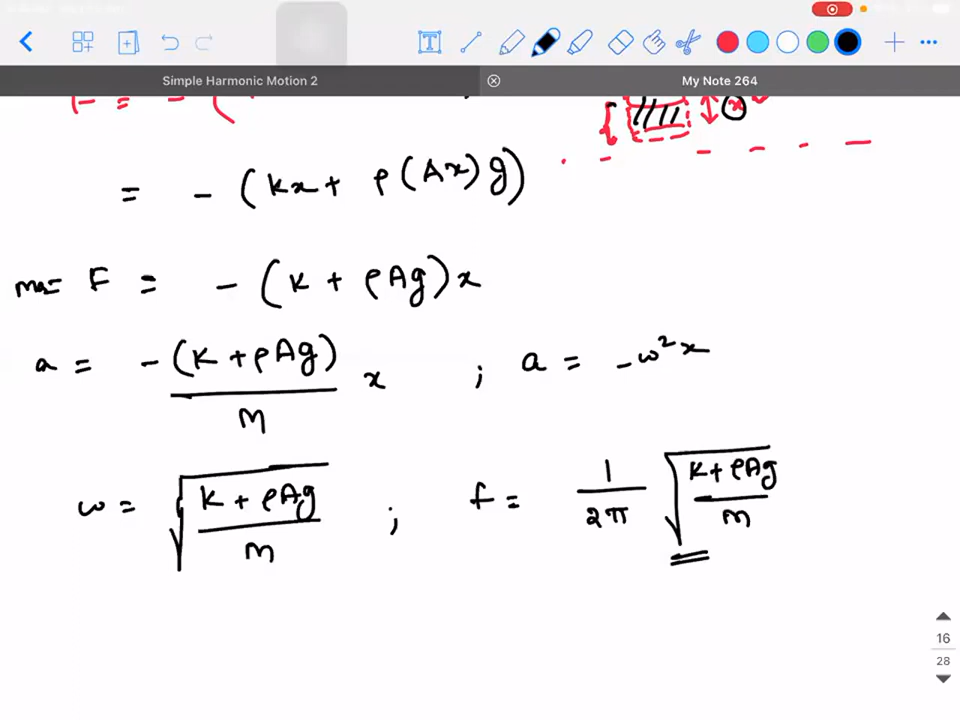 Simple Harmonic Motion 2 My Note 264
F = - (
x
= - (kx + ρ(Ax)g)
ma = F = - (K + ρAg)x
a = - (K + ρAg) / M x ; a = -ω²x
ω = √((K + ρAg) / M) ; f = 1 / 2π √((K + ρAg) / m)
16
28